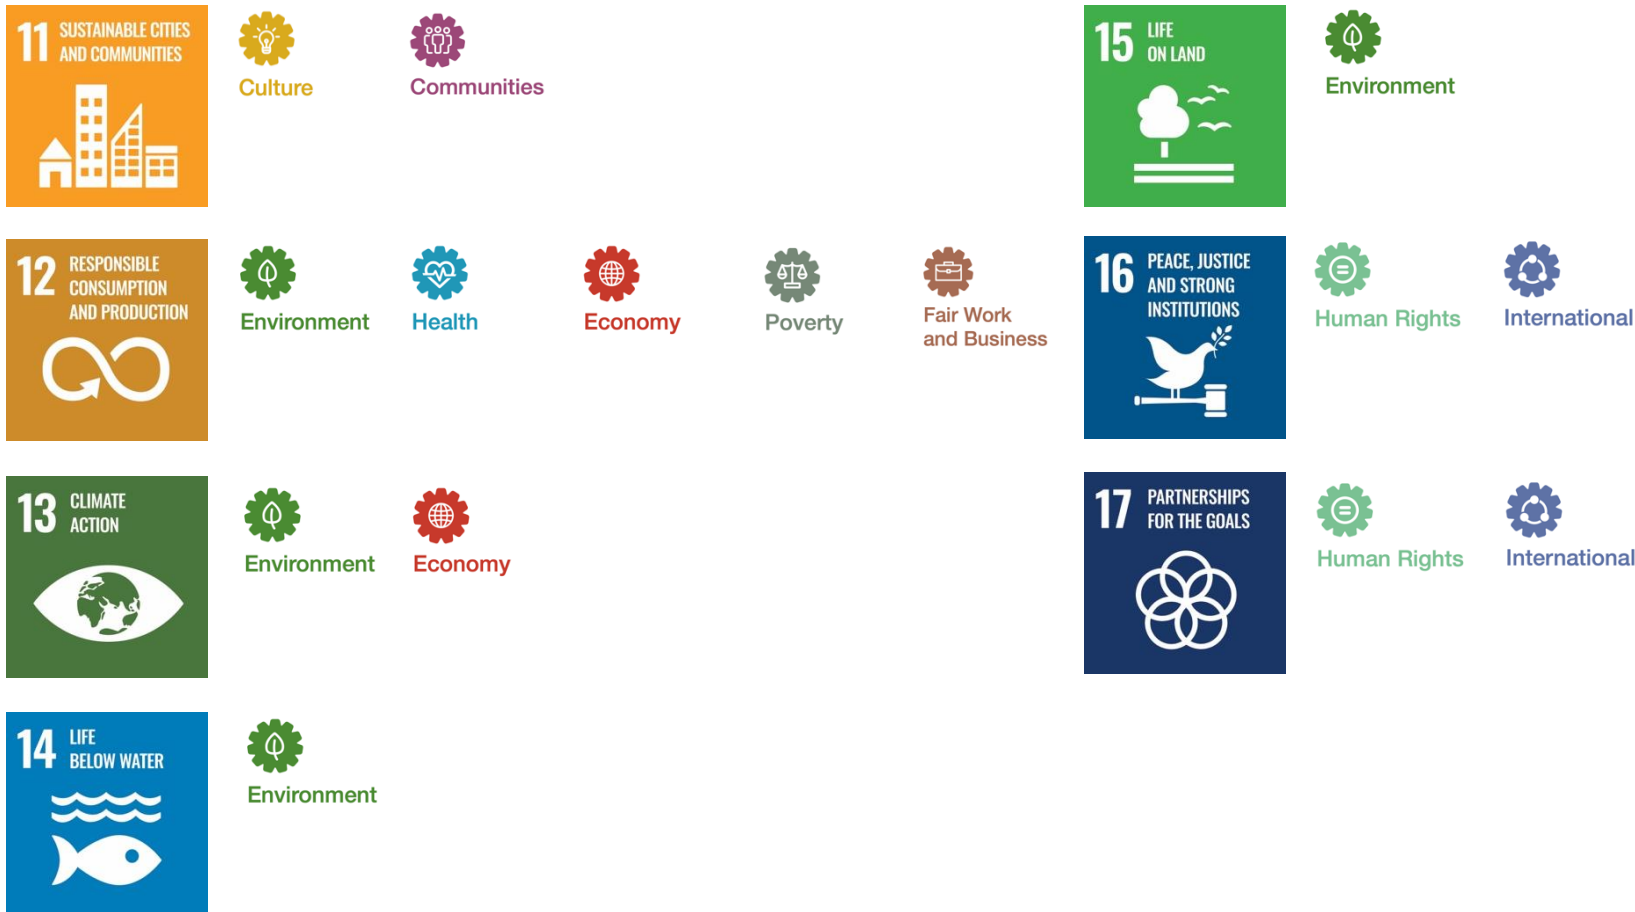 11 SUSTAINABLE CITIES
AND COMMUNITIES
Culture
Communities
12 RESPONSIBLE
CONSUMPTION
AND PRODUCTION
Environment
Health
Economy
Poverty
Fair Work
and Business
13 CLIMATE
ACTION
Environment
Economy
14 LIFE
BELOW WATER
Environment
15 LIFE
ON LAND
Environment
16 PEACE, JUSTICE
AND STRONG
INSTITUTIONS
Human Rights
International
17 PARTNERSHIPS
FOR THE GOALS
Human Rights
International